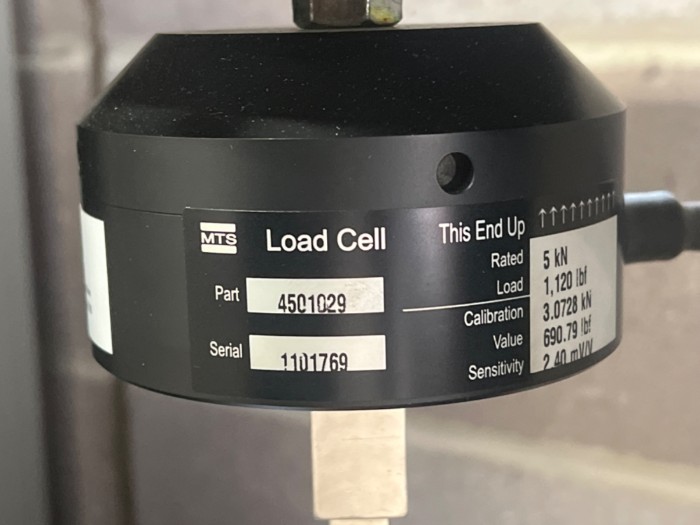 MTS
Load Cell
Part 4501029
Serial 1101769
This End Up ↑↑↑↑↑↑↑↑↑
Rated Load 5 kN
1,120 lbf
Calibration Value 3.0728 kN
690.79 lbf
Sensitivity 2.40 mV/V